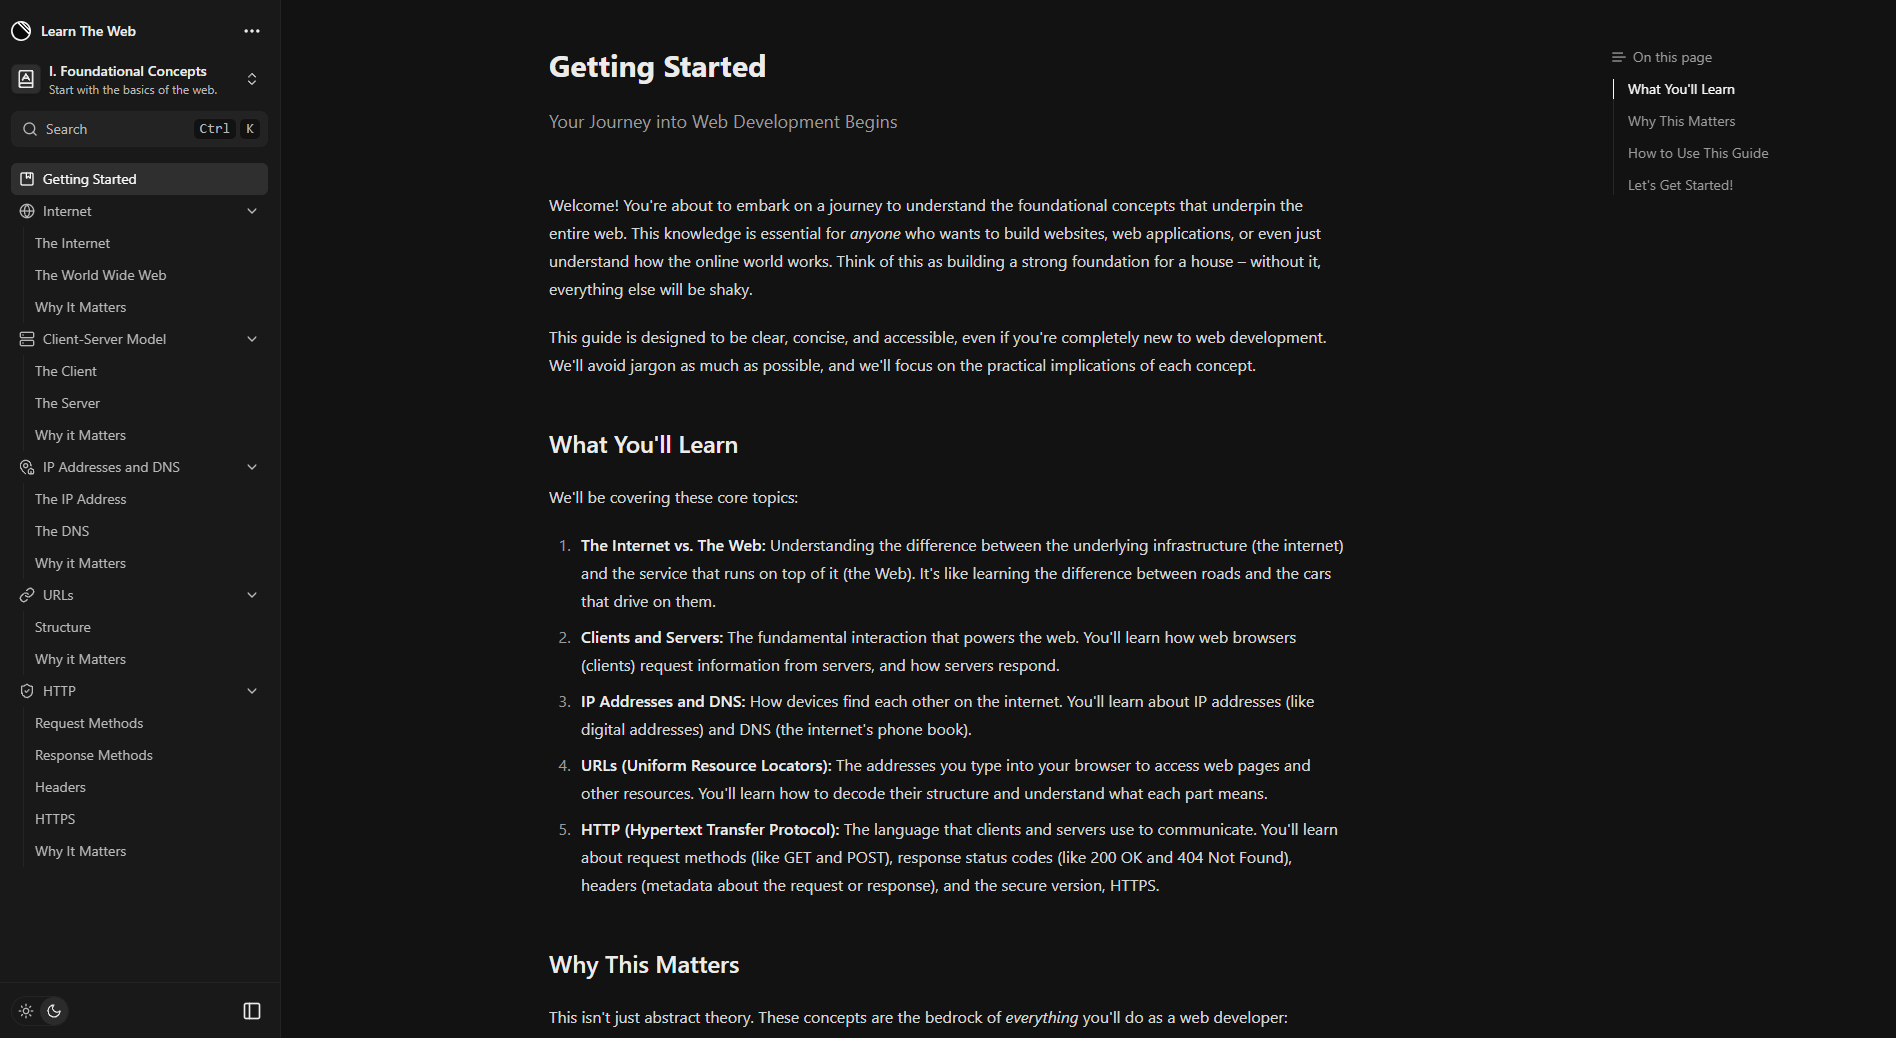 Learn The Web
I. Foundational Concepts
Start with the basics of the web.
Search
Ctrl K
Getting Started
Internet
The Internet
The World Wide Web
Why It Matters
Client-Server Model
The Client
The Server
Why it Matters
IP Addresses and DNS
The IP Address
The DNS
Why it Matters
URLs
Structure
Why it Matters
HTTP
Request Methods
Response Methods
Headers
HTTPS
Why It Matters
Getting Started
Your Journey into Web Development Begins
Welcome! You're about to embark on a journey to understand the foundational concepts that underpin the
entire web. This knowledge is essential for anyone who wants to build websites, web applications, or even just
understand how the online world works. Think of this as building a strong foundation for a house – without it,
everything else will be shaky.
This guide is designed to be clear, concise, and accessible, even if you're completely new to web development.
We'll avoid jargon as much as possible, and we'll focus on the practical implications of each concept.
What You'll Learn
We'll be covering these core topics:
1. The Internet vs. The Web: Understanding the difference between the underlying infrastructure (the internet)
and the service that runs on top of it (the Web). It's like learning the difference between roads and the cars
that drive on them.
2. Clients and Servers: The fundamental interaction that powers the web. You'll learn how web browsers
(clients) request information from servers, and how servers respond.
3. IP Addresses and DNS: How devices find each other on the internet. You'll learn about IP addresses (like
digital addresses) and DNS (the internet's phone book).
4. URLs (Uniform Resource Locators): The addresses you type into your browser to access web pages and
other resources. You'll learn how to decode their structure and understand what each part means.
5. HTTP (Hypertext Transfer Protocol): The language that clients and servers use to communicate. You'll learn
about request methods (like GET and POST), response status codes (like 200 OK and 404 Not Found),
headers (metadata about the request or response), and the secure version, HTTPS.
Why This Matters
This isn't just abstract theory. These concepts are the bedrock of everything you'll do as a web developer:
On this page
What You'll Learn
Why This Matters
How to Use This Guide
Let's Get Started!